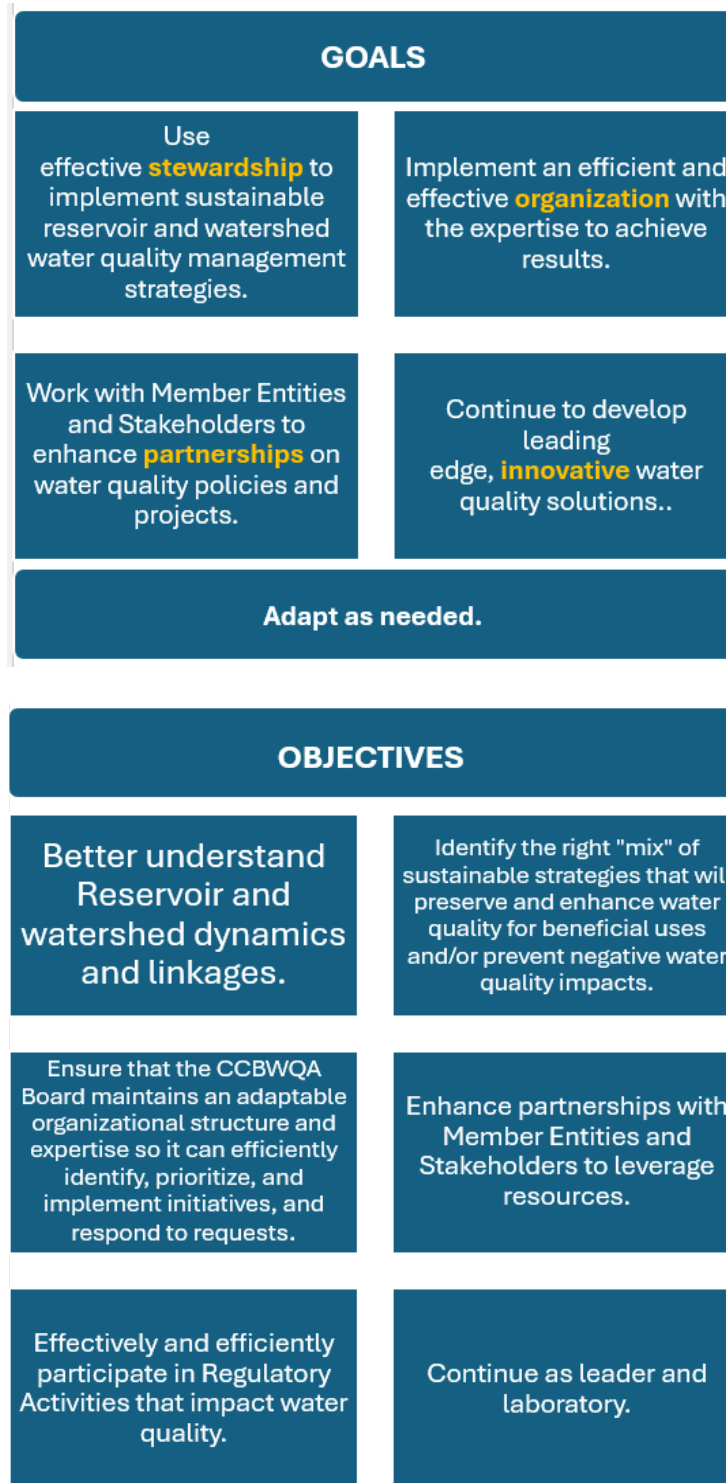 GOALS
Use
effective stewardship to
implement sustainable
reservoir and watershed
water quality management
strategies.
Implement an efficient and
effective organization with
the expertise to achieve
results.
Work with Member Entities
and Stakeholders to
enhance partnerships on
water quality policies and
projects.
Continue to develop
leading
edge, innovative water
quality solutions..
Adapt as needed.
OBJECTIVES
Better understand
Reservoir and
watershed dynamics
and linkages.
Identify the right "mix" of
sustainable strategies that wil
preserve and enhance water
quality for beneficial uses
and/or prevent negative water
quality impacts.
Ensure that the CCBWQA
Board maintains an adaptable
organizational structure and
expertise so it can efficiently
identify, prioritize, and
implement initiatives, and
respond to requests.
Enhance partnerships with
Member Entities and
Stakeholders to leverage
resources.
Effectively and efficiently
participate in Regulatory
Activities that impact water
quality.
Continue as leader and
laboratory.